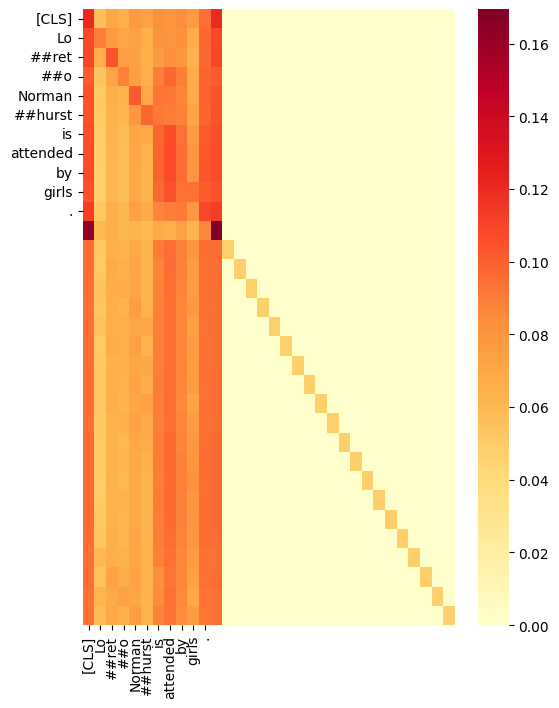 [CLS]
Lo
##ret
##o
Norman
##hurst
is
attended
by
girls
.
0.16
0.14
0.12
0.10
0.08
0.06
0.04
0.02
0.00
[CLS]
Lo
##ret
##o
Norman
##hurst
is
attended
by
girls
.